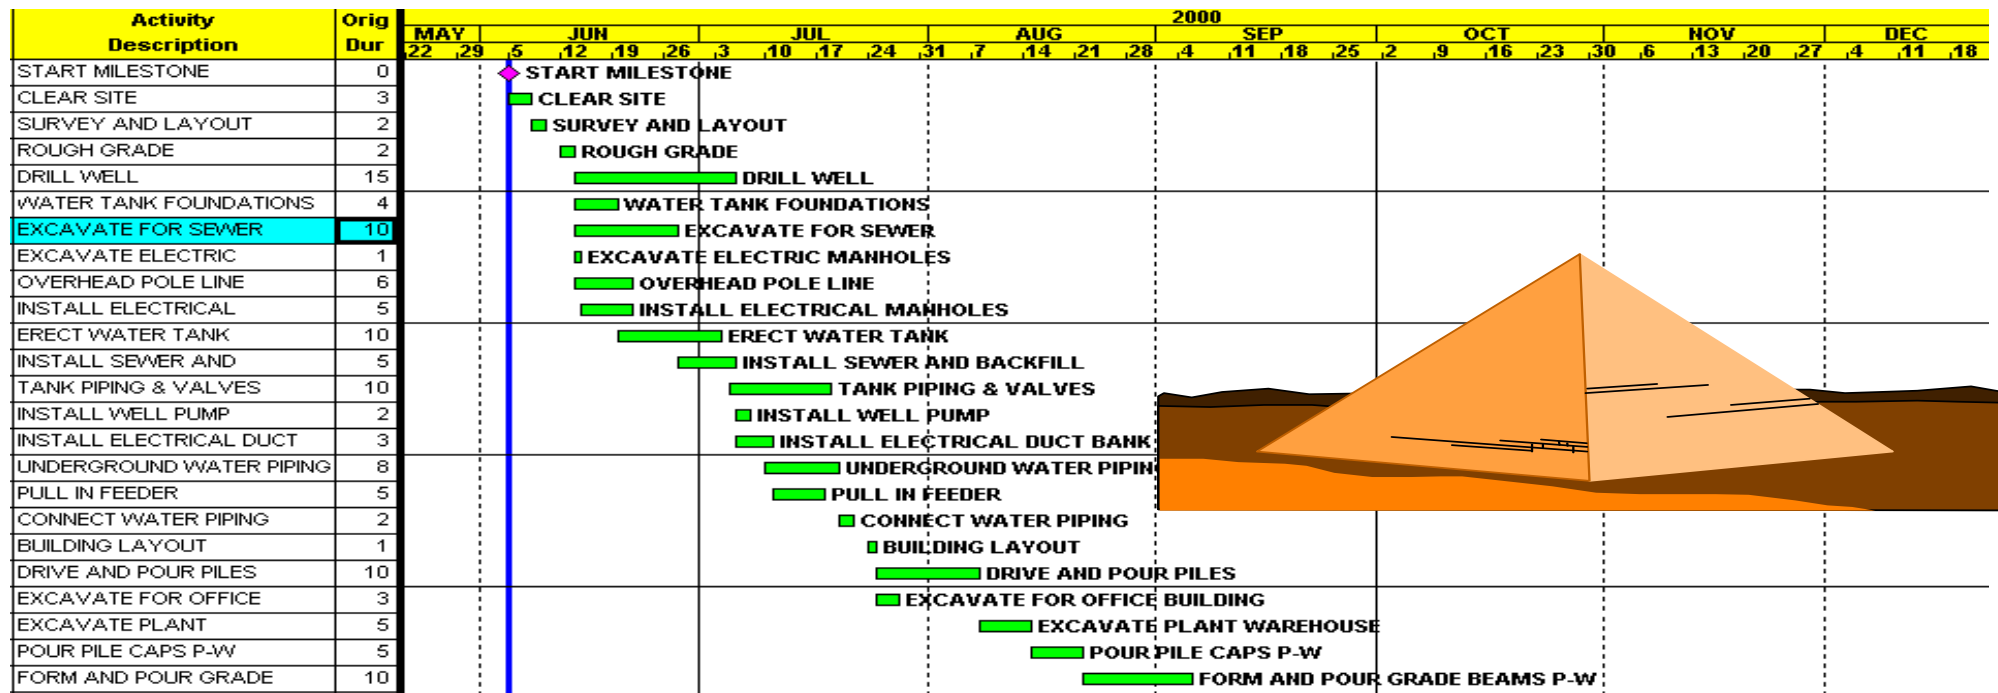 Activity Orig 2000
MAY JUN JUL AUG SEP OCT NOV DEC
Description Dur 22 29 5 12 19 26 3 10 17 24 31 7 14 21 28 4 11 18 25 2 9 16 23 30 6 13 20 27 4 11 18
START MILESTONE 0 START MILESTONE
CLEAR SITE 3 CLEAR SITE
SURVEY AND LAYOUT 2 SURVEY AND LAYOUT
ROUGH GRADE 2 ROUGH GRADE
DRILL WELL 15 DRILL WELL
WATER TANK FOUNDATIONS 4 WATER TANK FOUNDATIONS
EXCAVATE FOR SEWER 10 EXCAVATE FOR SEWER
EXCAVATE ELECTRIC 1 EXCAVATE ELECTRIC MANHOLES
OVERHEAD POLE LINE 6 OVERHEAD POLE LINE
INSTALL ELECTRICAL 5 INSTALL ELECTRICAL MANHOLES
ERECT WATER TANK 10 ERECT WATER TANK
INSTALL SEWER AND 5 INSTALL SEWER AND BACKFILL
TANK PIPING & VALVES 10 TANK PIPING & VALVES
INSTALL WELL PUMP 2 INSTALL WELL PUMP
INSTALL ELECTRICAL DUCT 3 INSTALL ELECTRICAL DUCT BANK
UNDERGROUND WATER PIPING 8 UNDERGROUND WATER PIPIN
PULL IN FEEDER 5 PULL IN FEEDER
CONNECT WATER PIPING 2 CONNECT WATER PIPING
BUILDING LAYOUT 1 BUILDING LAYOUT
DRIVE AND POUR PILES 10 DRIVE AND POUR PILES
EXCAVATE FOR OFFICE 3 EXCAVATE FOR OFFICE BUILDING
EXCAVATE PLANT 5 EXCAVATE PLANT WAREHOUSE
POUR PILE CAPS P-W 5 POUR PILE CAPS P-W
FORM AND POUR GRADE 10 FORM AND POUR GRADE BEAMS P-W